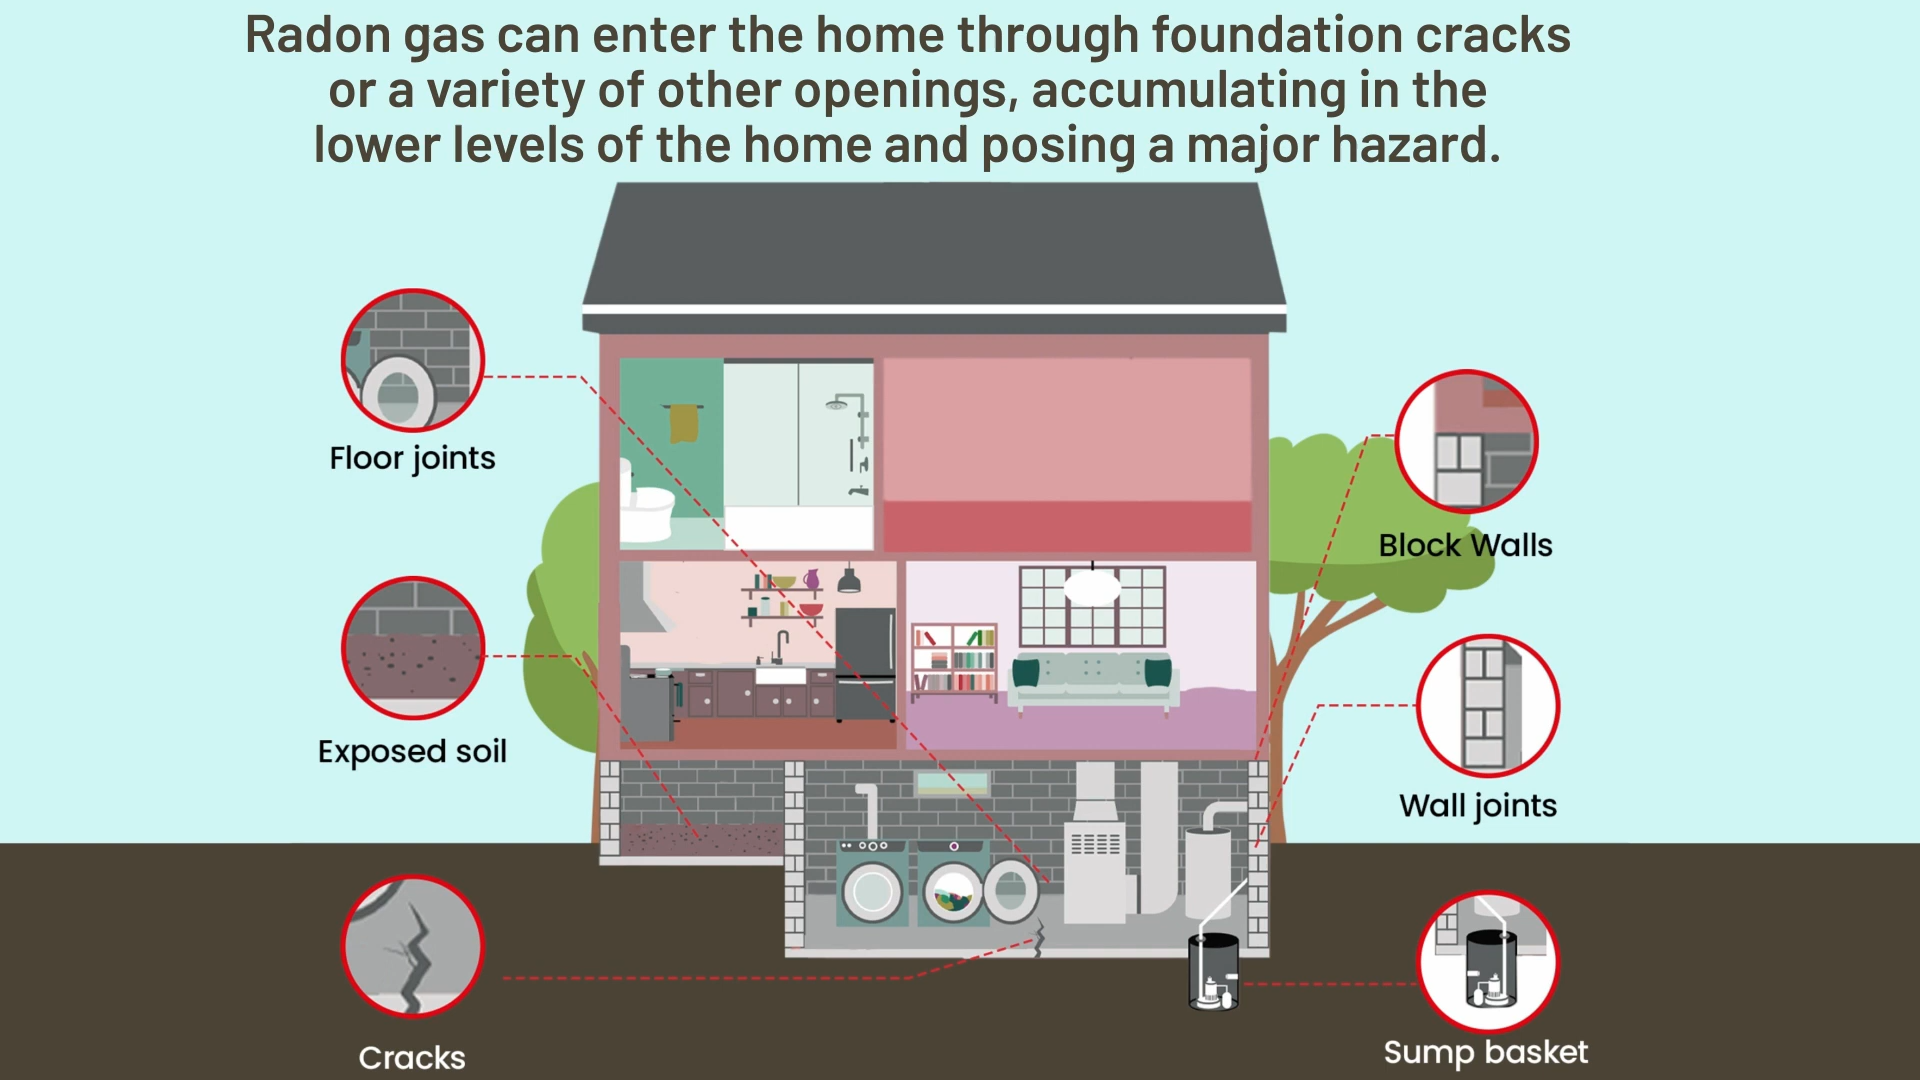 Radon gas can enter the home through foundation cracks
or a variety of other openings, accumulating in the
lower levels of the home and posing a major hazard.
Floor joints
Block Walls
Exposed soil
Wall joints
Cracks
Sump basket